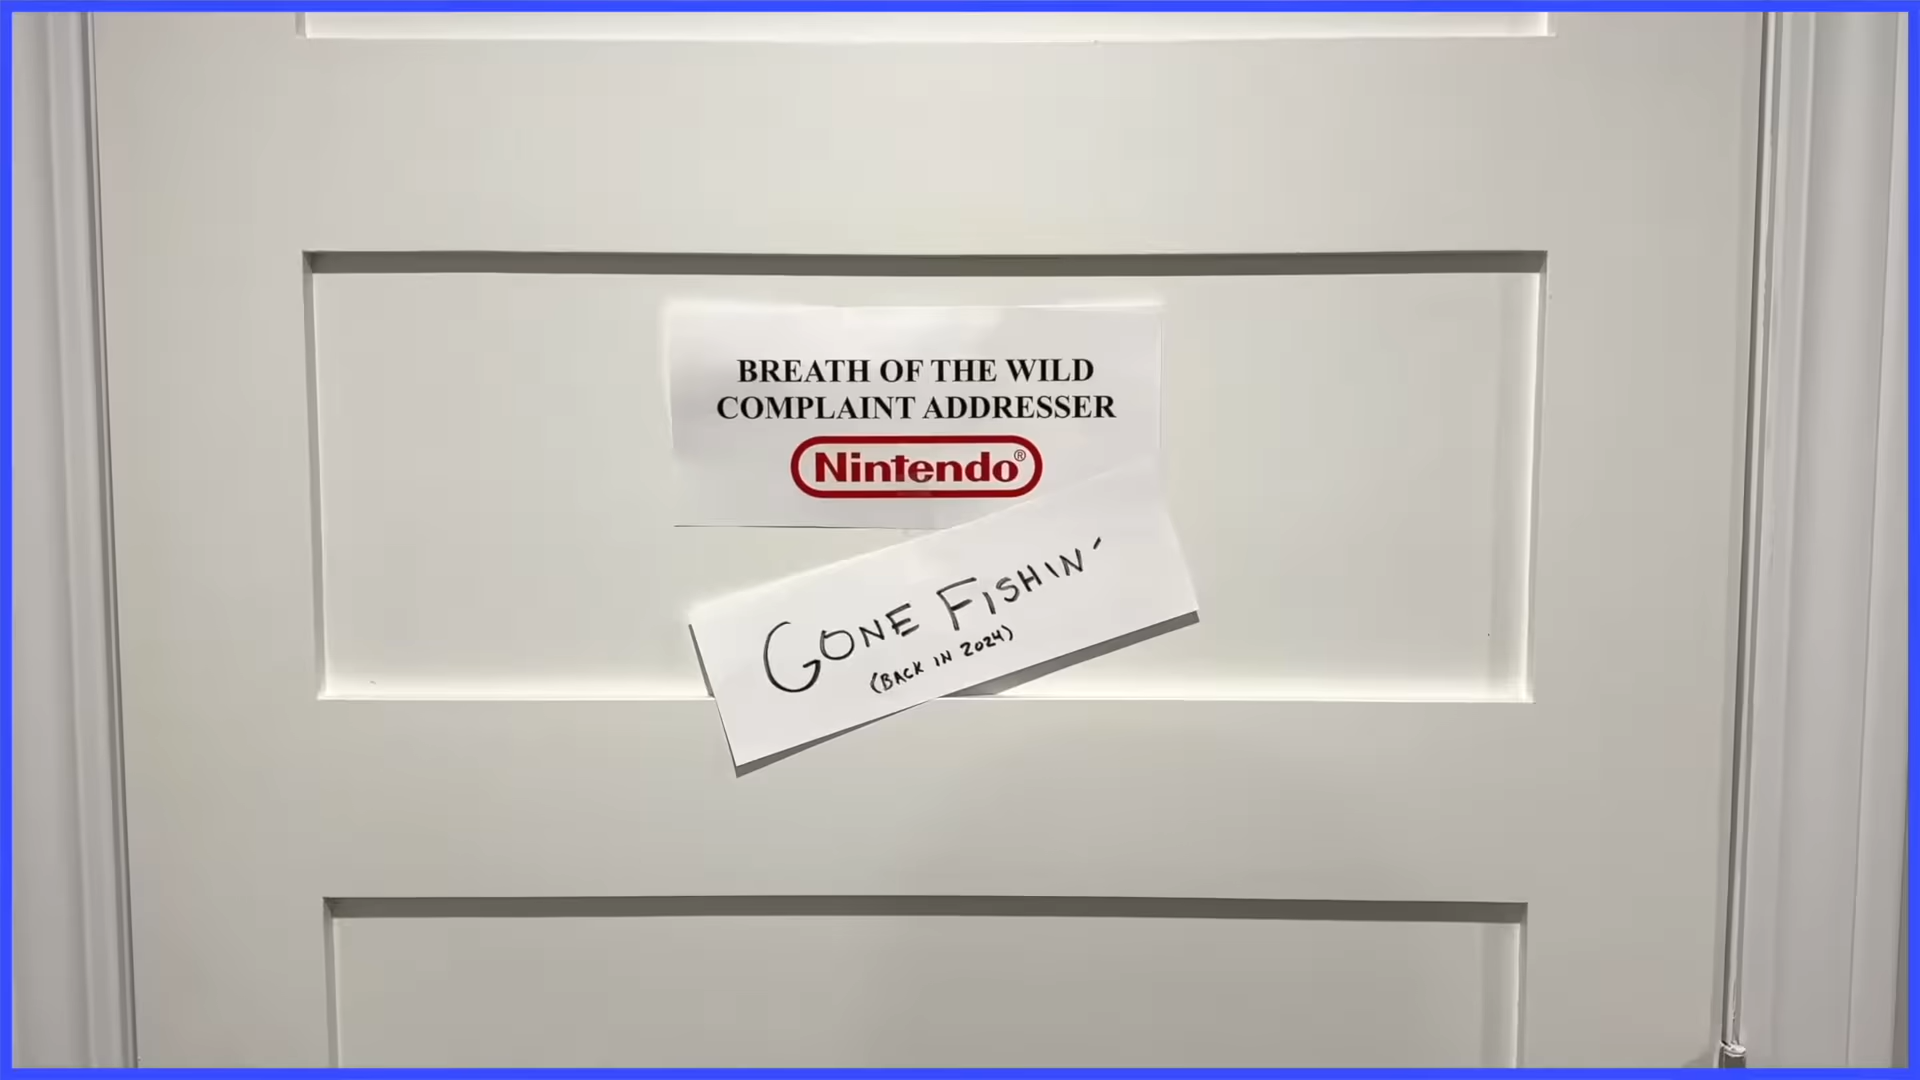 BREATH OF THE WILD
COMPLAINT ADDRESSER
Nintendo®
GONE FISHIN'
(BACK IN 2024)